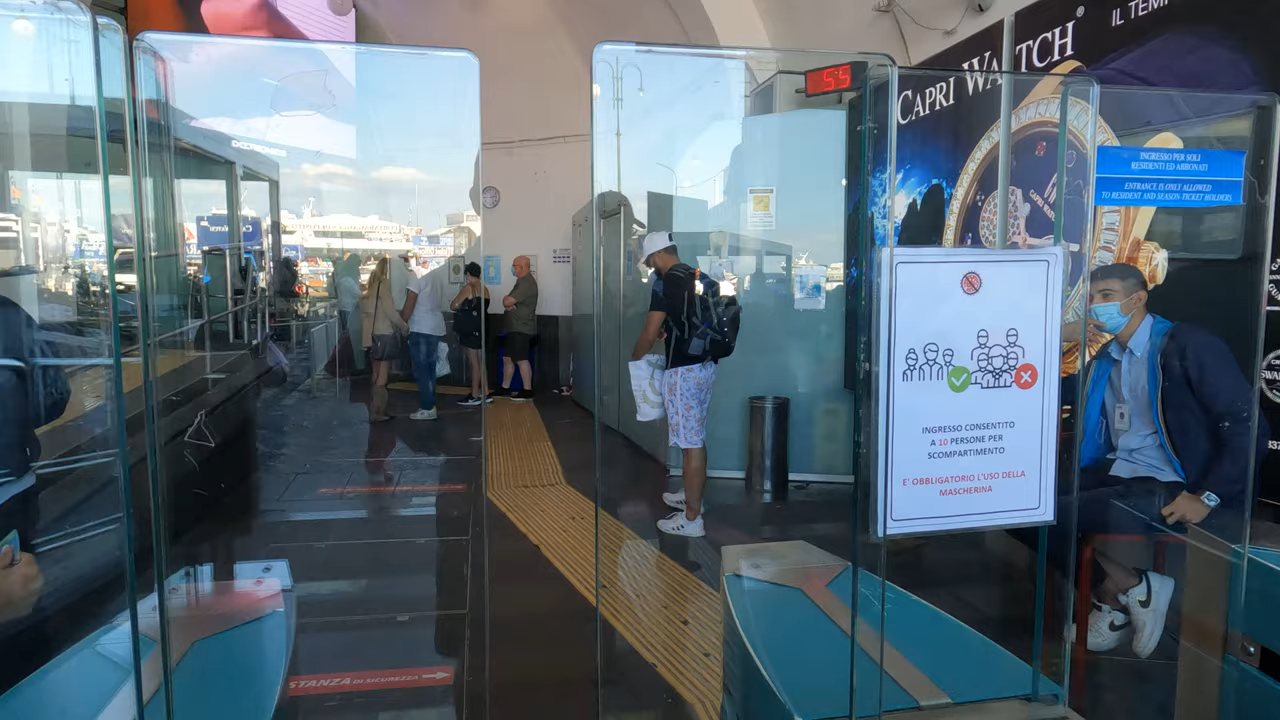 CAPRI WATCH®
IL TEMP
55
INGRESSO PER SOLI
RESIDENTI ED ABBONATI
ENTRANCE IS ONLY ALLOWED
TO RESIDENT AND SEASON TICKET HOLDERS
INGRESSO CONSENTITO
A 10 PERSONE PER
SCOMPARTIMENTO
E' OBBLIGATORIO L'USO DELLA
MASCHERINA
STANZA DI SICUREZZA